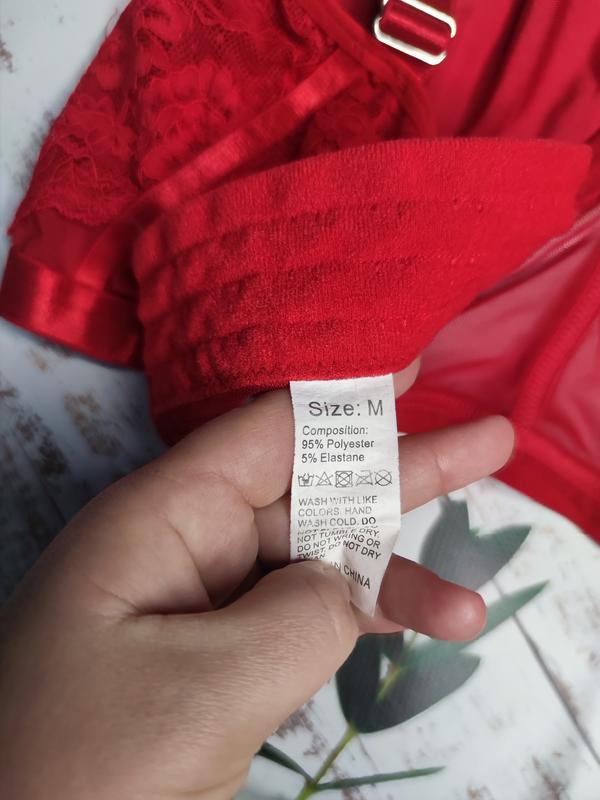 Size: M
Composition:
95% Polyester
5% Elastane
WASH WITH LIKE
COLORS. HAND
WASH COLD. DO
NOT TUMBLE DRY.
DO NOT WRING OR
TWIST. DO NOT DRY
IN CHINA